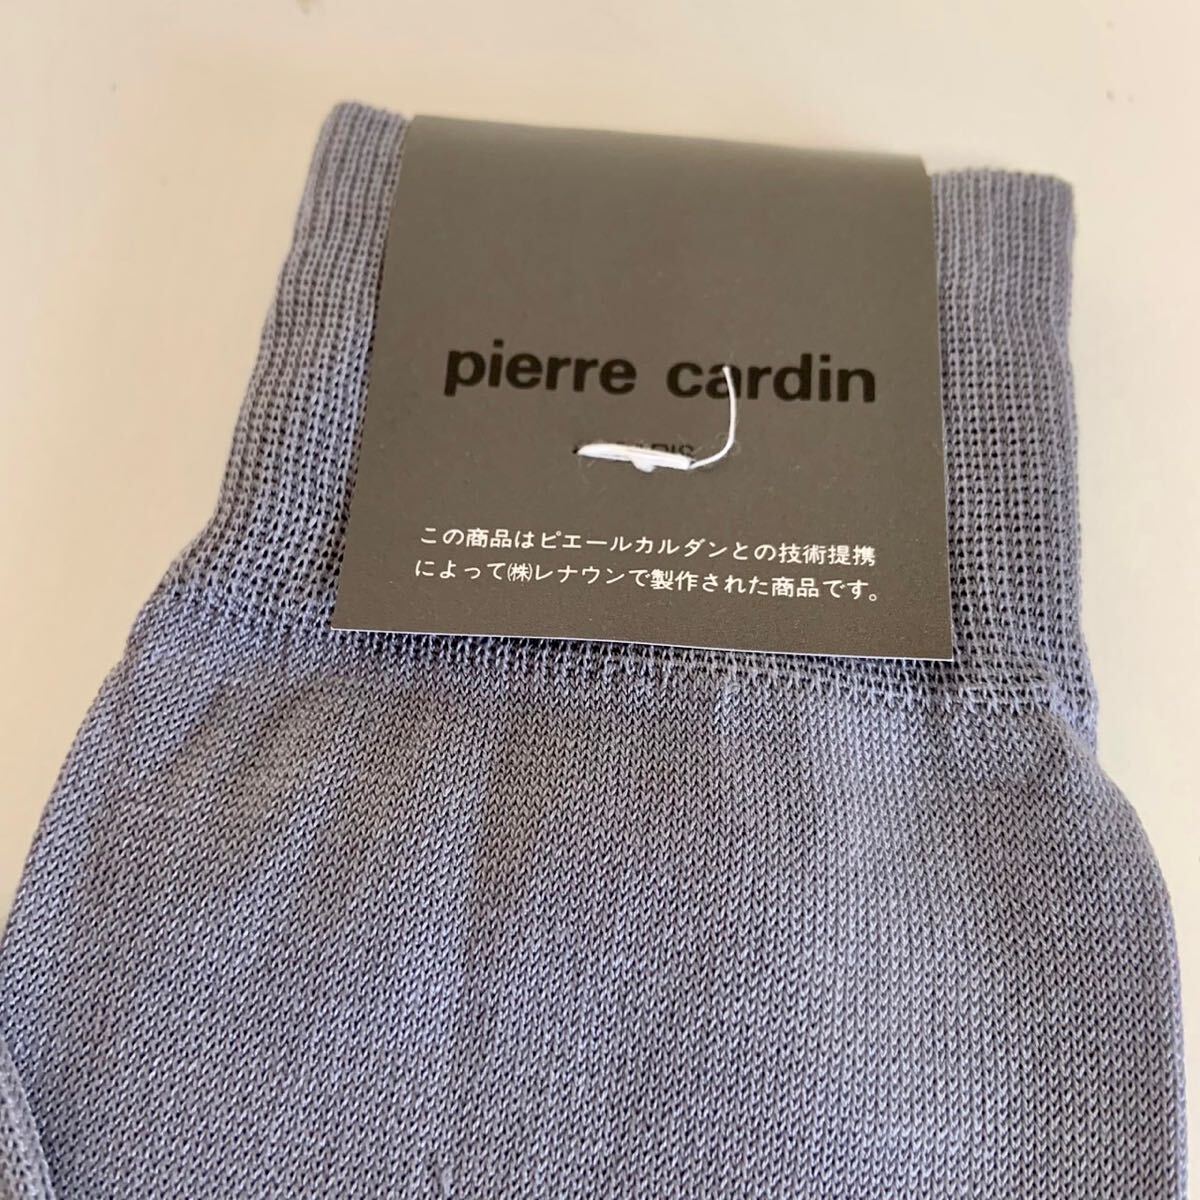 pierre cardin
PARIS
この商品はピエールカルダンとの技術提携
によって㈱レナウンで製作された商品です。